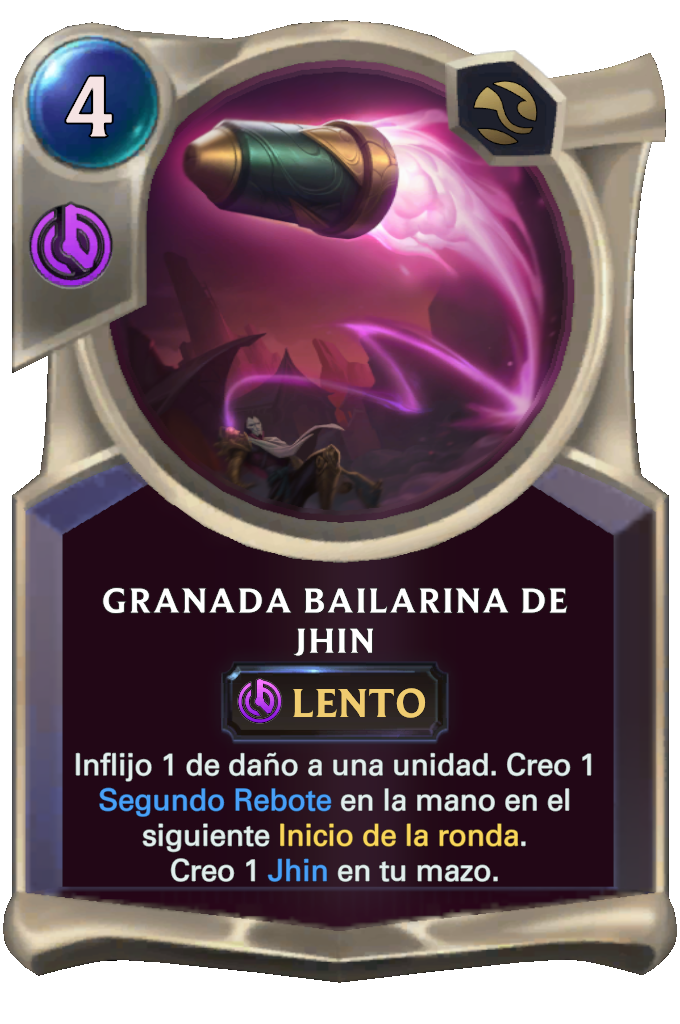 4
GRANADA BAILARINA DE
JHIN
LENTO
Inflijo 1 de daño a una unidad. Creo 1
Segundo Rebote en la mano en el
siguiente Inicio de la ronda.
Creo 1 Jhin en tu mazo.